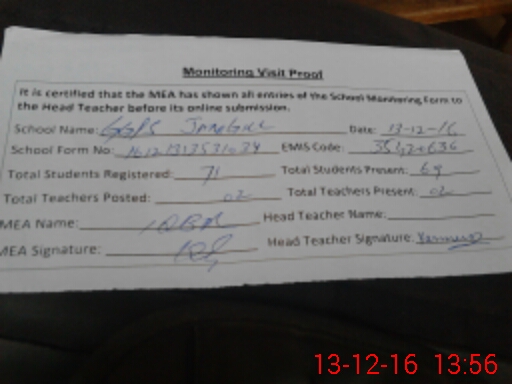 Monitoring Visit Proof
It is certified that the MEA has shown all entries of the School Monitoring Form to
the Head Teacher before its online submission.
School Name: GGPS Date: 13-12-16
School Form No: EMIS Code:
Total Students Registered: 71 Total Students Present: 69
Total Teachers Posted: 02 Total Teachers Present: 02
MEA Name: Head Teacher Name:
MEA Signature: Head Teacher Signature:
13-12-16 13:56